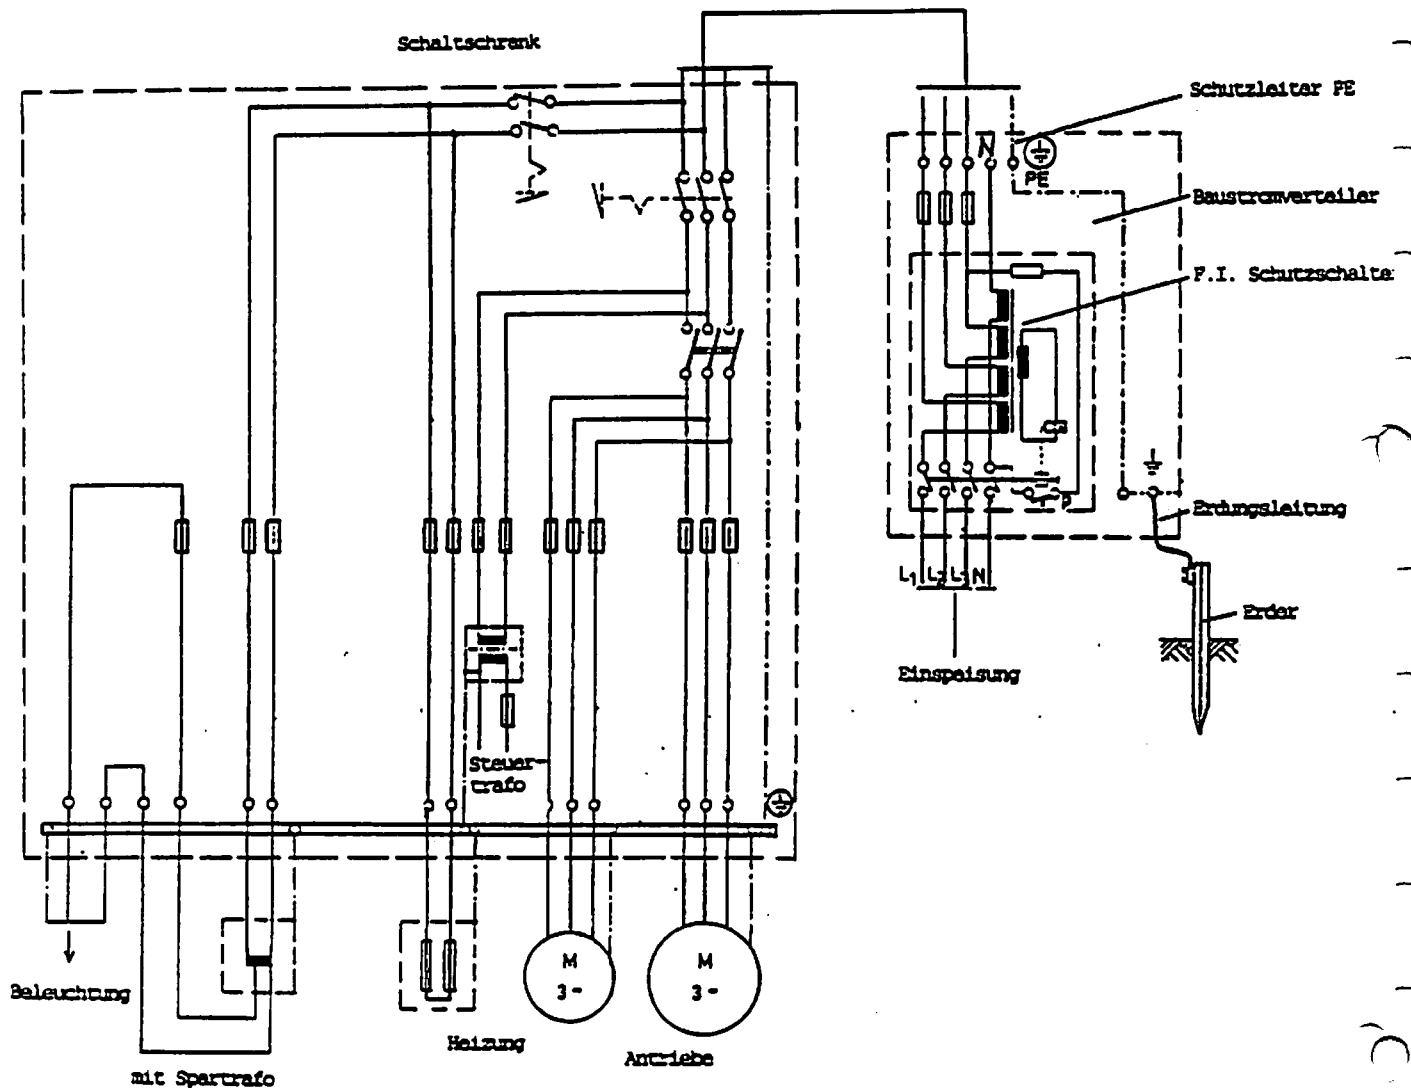 Schaltschrank
Schutzleiter PE
N
PE
Baustromverteiler
F.I. Schutzschalte
P
Erdungsleitung
L1 L2 L3 N
Erder
Einspeisung
Steuer-
trafo
M
3~
M
3~
Beleuchtung
Heizung
Antriebe
mit Spartrafo